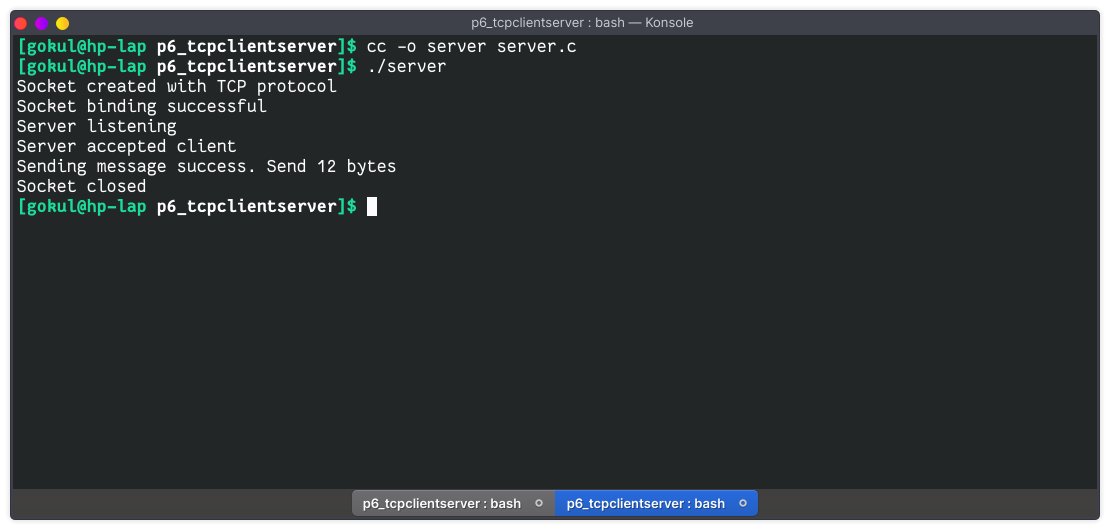 p6_tcpclientserver : bash — Konsole
[gokul@hp-lap p6_tcpclientserver]$ cc -o server server.c
[gokul@hp-lap p6_tcpclientserver]$ ./server
Socket created with TCP protocol
Socket binding successful
Server listening
Server accepted client
Sending message success. Send 12 bytes
Socket closed
[gokul@hp-lap p6_tcpclientserver]$
p6_tcpclientserver : bash p6_tcpclientserver : bash